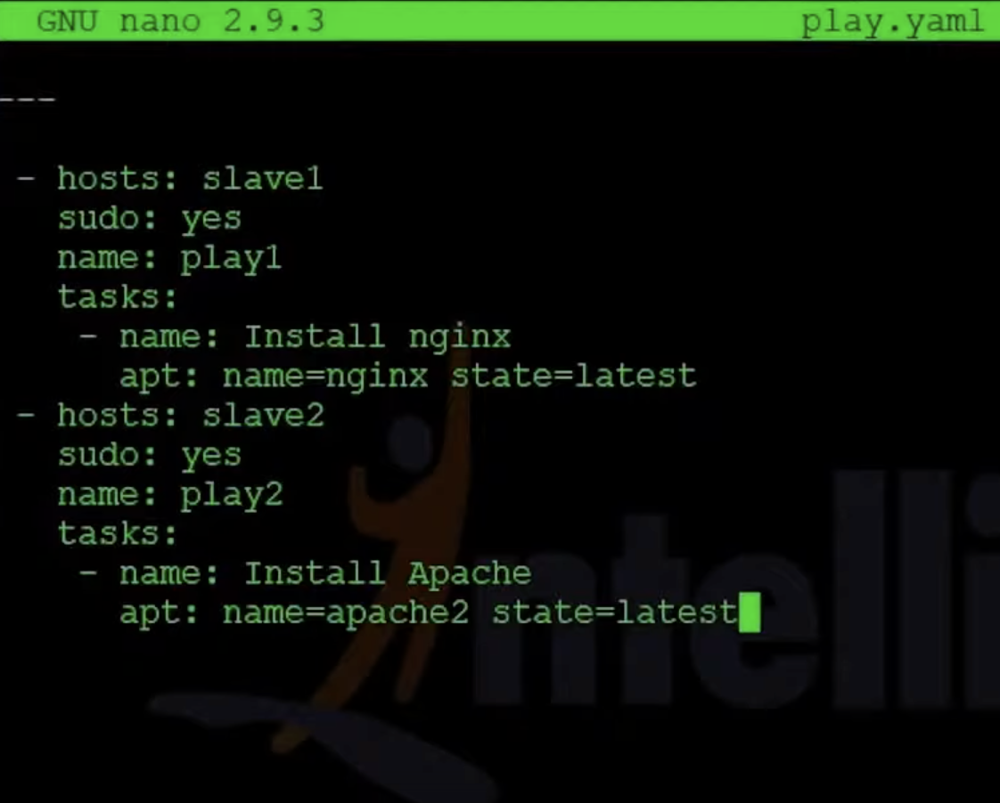 GNU nano 2.9.3 play.yaml
---
- hosts: slave1
sudo: yes
name: play1
tasks:
- name: Install nginx
apt: name=nginx state=latest
- hosts: slave2
sudo: yes
name: play2
tasks:
- name: Install Apache
apt: name=apache2 state=latest
ntelli